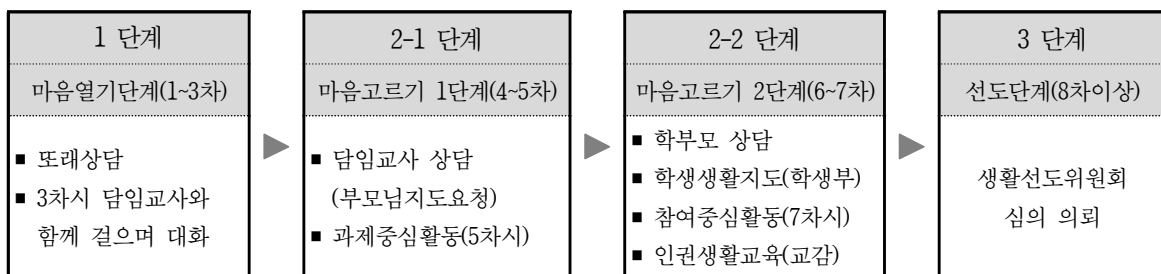 1 단계
마음열기단계(1~3차)
■ 또래상담
■ 3차시 담임교사와
함께 걸으며 대화
2-1 단계
마음고르기 1단계(4~5차)
■ 담임교사 상담
(부모님지도요청)
■ 과제중심활동(5차시)
2-2 단계
마음고르기 2단계(6~7차)
■ 학부모 상담
■ 학생생활지도(학생부)
■ 참여중심활동(7차시)
■ 인권생활교육(교감)
3 단계
선도단계(8차이상)
생활선도위원회
심의 의뢰